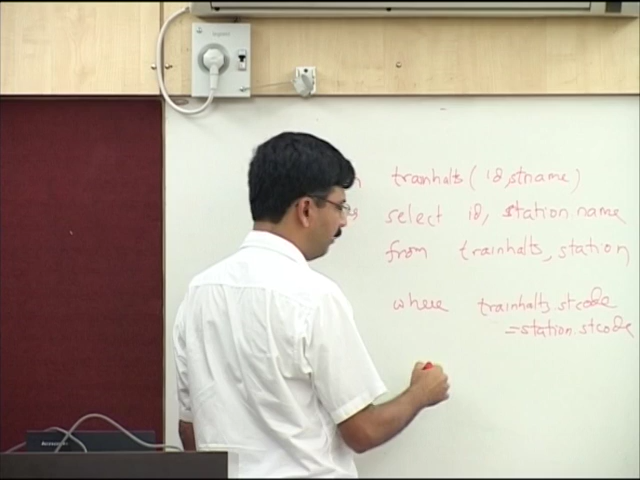 trainhalts (id, stname)
select id, station.name
from trainhalts, station
where trainhalts.stcode
=station.stcode